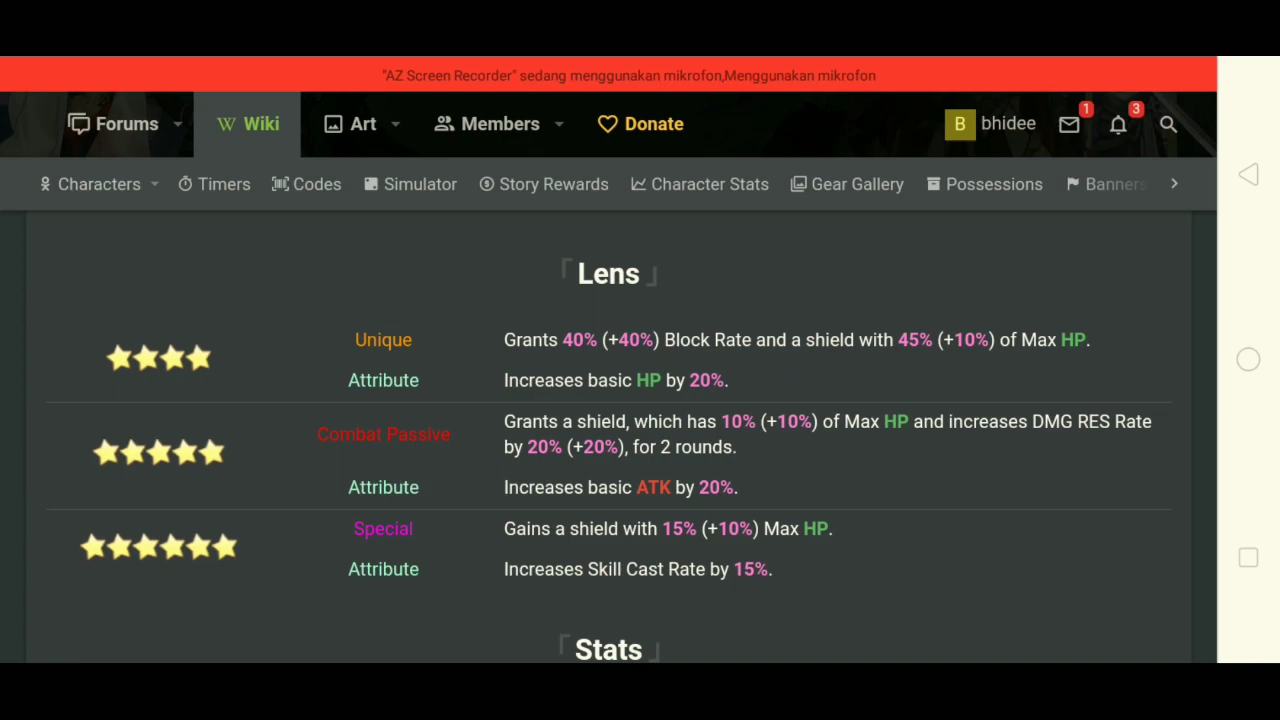 "AZ Screen Recorder" sedang menggunakan mikrofon,Menggunakan mikrofon
Forums W Wiki Art Members Donate B bhidee 1 3
Characters Timers Codes Simulator Story Rewards Character Stats Gear Gallery Possessions Banners
「Lens」
Unique Grants 40% (+40%) Block Rate and a shield with 45% (+10%) of Max HP.
Attribute Increases basic HP by 20%.
Combat Passive Grants a shield, which has 10% (+10%) of Max HP and increases DMG RES Rate
by 20% (+20%), for 2 rounds.
Attribute Increases basic ATK by 20%.
Special Gains a shield with 15% (+10%) Max HP.
Attribute Increases Skill Cast Rate by 15%.
「Stats」